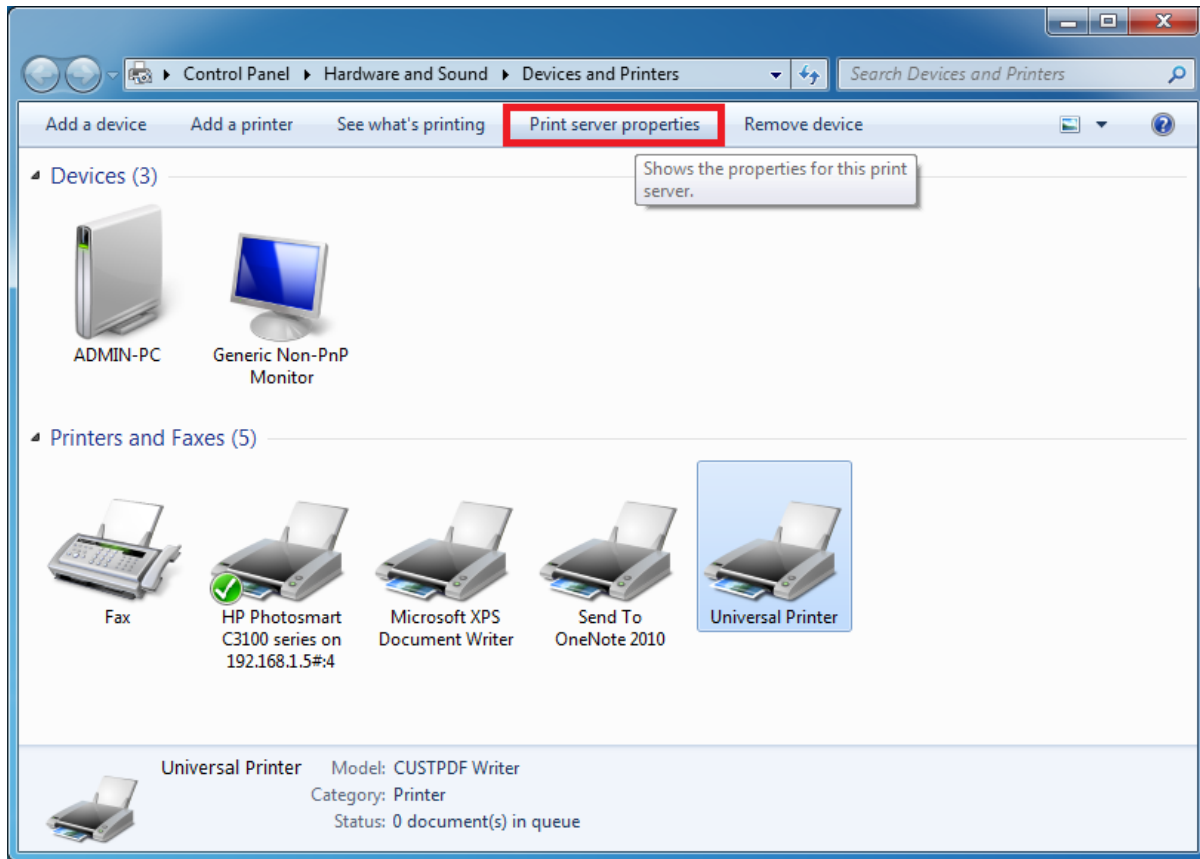 Control Panel Hardware and Sound Devices and Printers Search Devices and Printers
Add a device Add a printer See what's printing Print server properties Remove device
Shows the properties for this print
server.
Devices (3)
ADMIN-PC
Generic Non-PnP
Monitor
Printers and Faxes (5)
Fax
HP Photosmart
C3100 series on
192.168.1.5#:4
Microsoft XPS
Document Writer
Send To
OneNote 2010
Universal Printer
Universal Printer Model: CUSTPDF Writer
Category: Printer
Status: 0 document(s) in queue